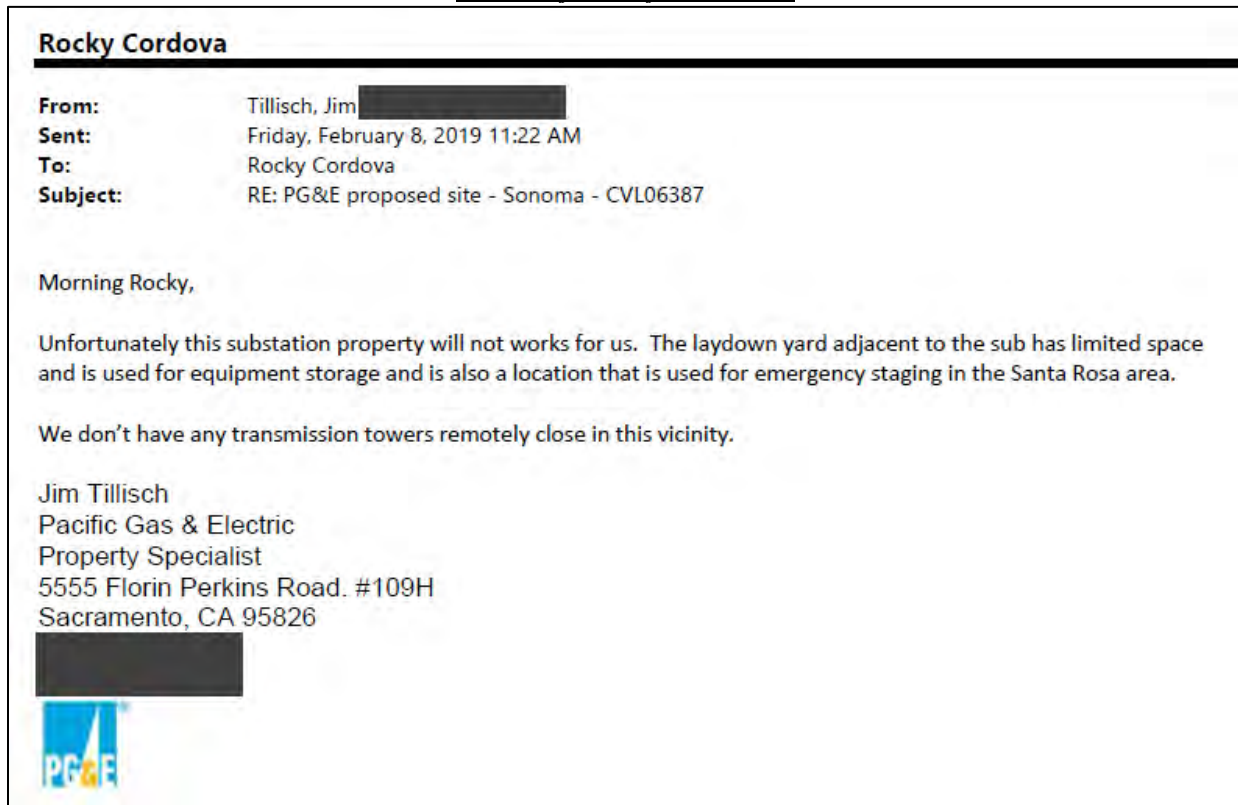 Rocky Cordova
From: Tillisch, Jim
Sent: Friday, February 8, 2019 11:22 AM
To: Rocky Cordova
Subject: RE: PG&E proposed site - Sonoma - CVL06387
Morning Rocky,
Unfortunately this substation property will not works for us. The laydown yard adjacent to the sub has limited space
and is used for equipment storage and is also a location that is used for emergency staging in the Santa Rosa area.
We don't have any transmission towers remotely close in this vicinity.
Jim Tillisch
Pacific Gas & Electric
Property Specialist
5555 Florin Perkins Road. #109H
Sacramento, CA 95826
PG&E